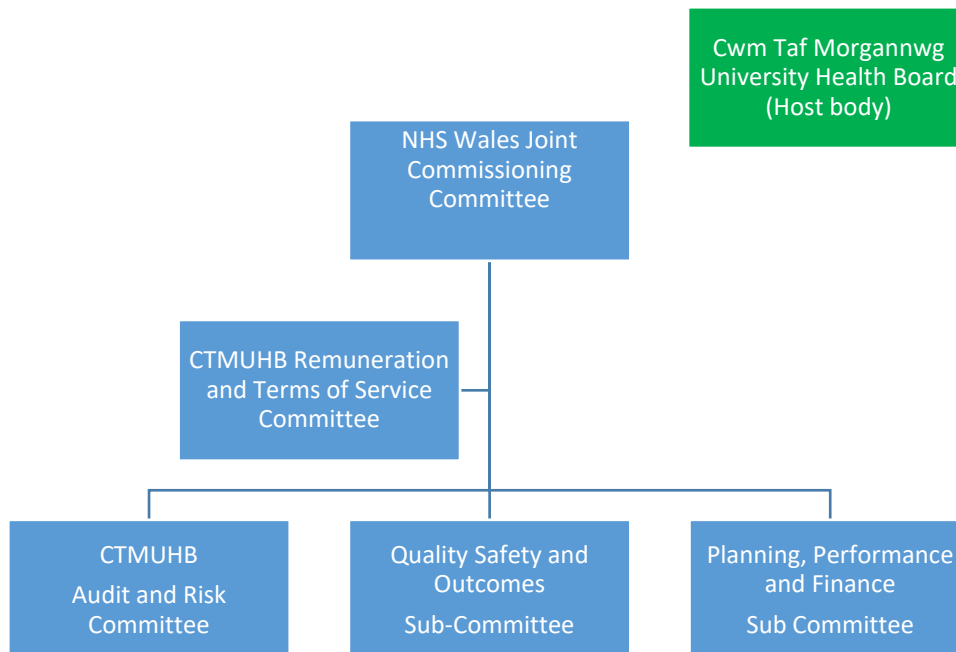 Cwm Taf Morgannwg
University Health Board
(Host body)
NHS Wales Joint
Commissioning
Committee
CTMUHB Remuneration
and Terms of Service
Committee
CTMUHB
Audit and Risk
Committee
Quality Safety and
Outcomes
Sub-Committee
Planning, Performance
and Finance
Sub Committee